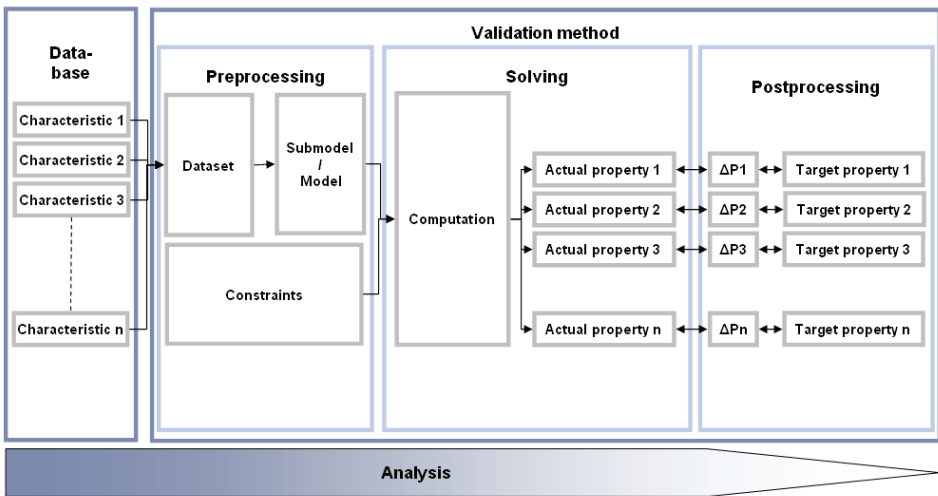 Data-
base
Characteristic 1
Characteristic 2
Characteristic 3
Characteristic n
Validation method
Preprocessing
Dataset
Submodel
/
Model
Constraints
Solving
Computation
Actual property 1
Actual property 2
Actual property 3
Actual property n
Postprocessing
ΔP1
Target property 1
ΔP2
Target property 2
ΔP3
Target property 3
ΔPn
Target property n
Analysis